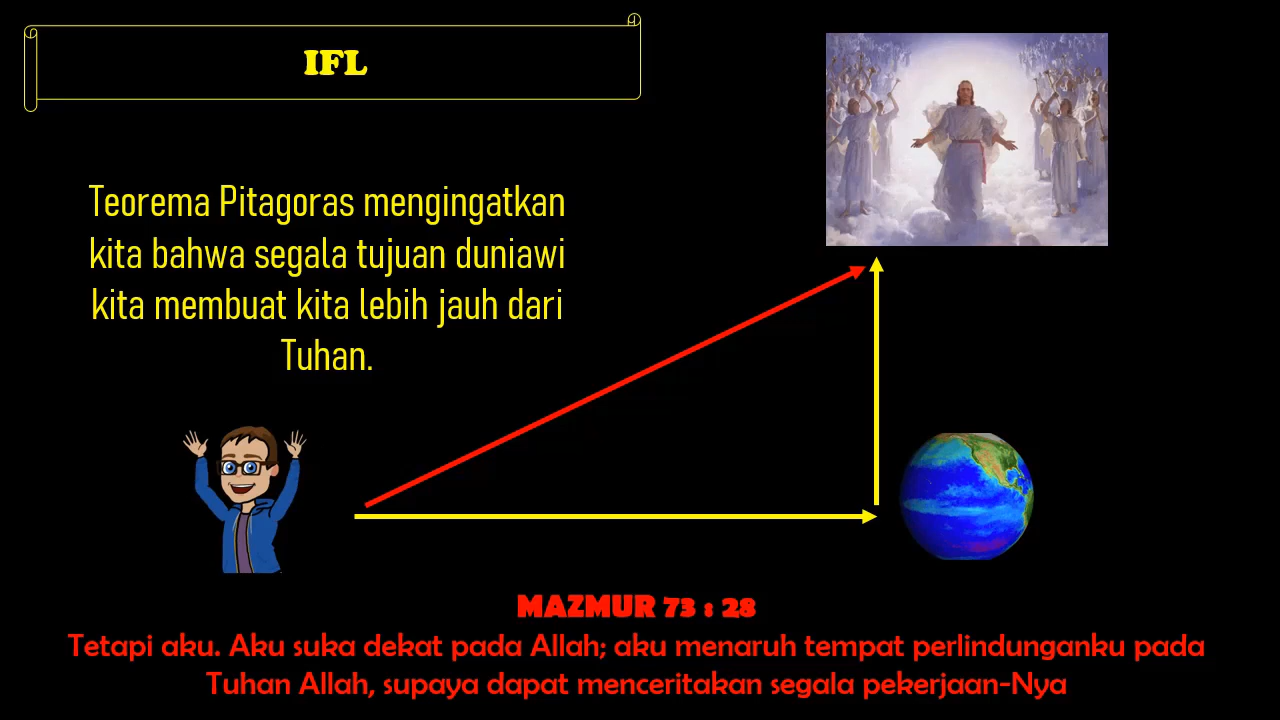 IFL
Teorema Pitagoras mengingatkan
kita bahwa segala tujuan duniawi
kita membuat kita lebih jauh dari
Tuhan.
MAZMUR 73 : 28
Tetapi aku. Aku suka dekat pada Allah; aku menaruh tempat perlindunganku pada
Tuhan Allah, supaya dapat menceritakan segala pekerjaan-Nya